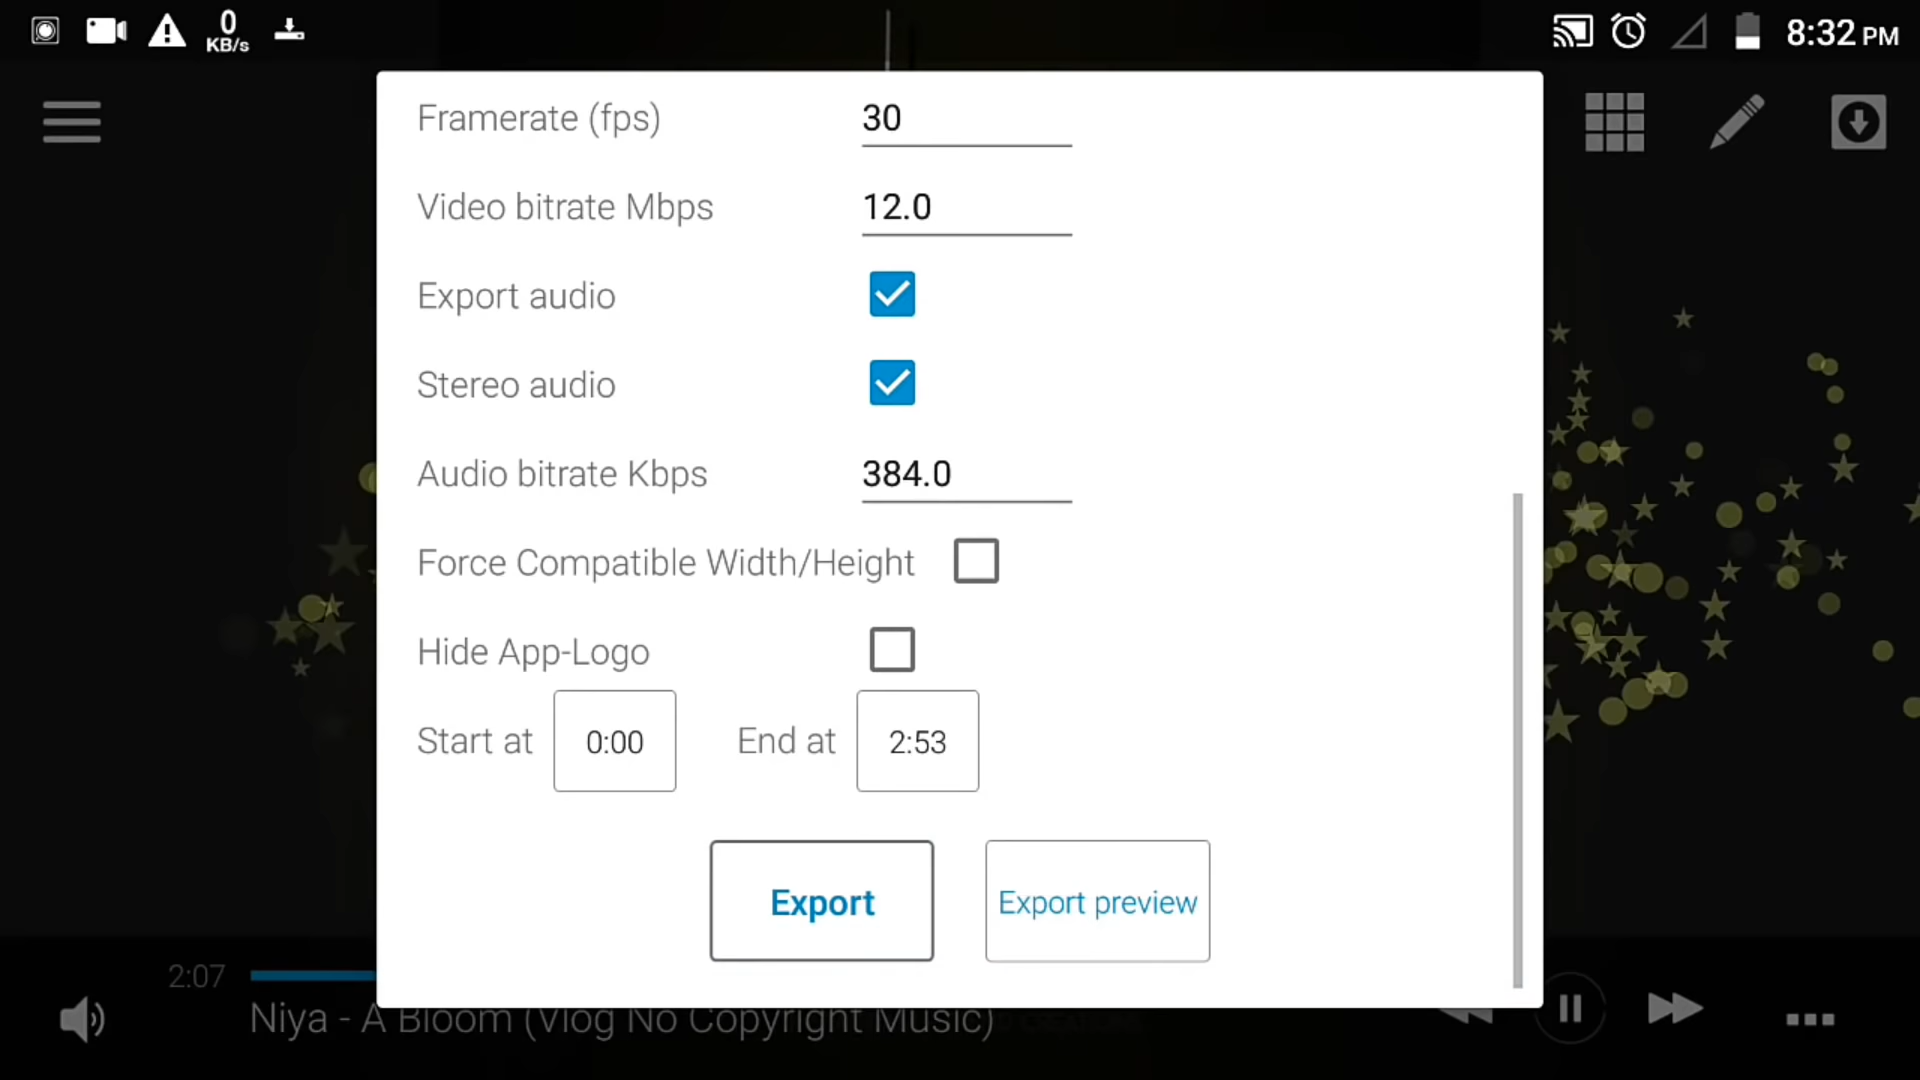 0
KB/s
8:32 PM
Framerate (fps) 30
Video bitrate Mbps 12.0
Export audio
Stereo audio
Audio bitrate Kbps 384.0
Force Compatible Width/Height
Hide App-Logo
Start at 0:00 End at 2:53
Export Export preview
2:07
Niya - A Bloom (Vlog No Copyright Music)